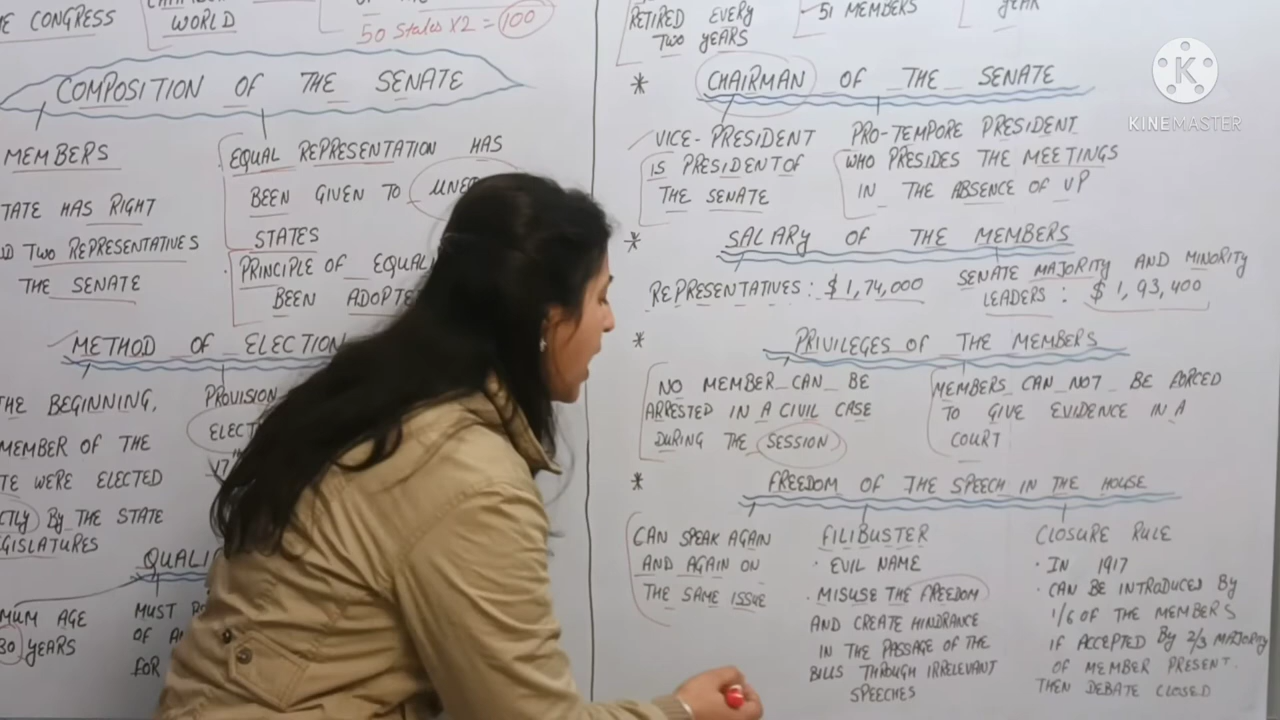 E CONGRESS
WORLD
50 States X2 = 100
COMPOSITION OF THE SENATE
MEMBERS
TATE HAS RIGHT
TWO REPRESENTATIVES
THE SENATE
EQUAL REPRESENTATION HAS
BEEN GIVEN TO UNE
STATES
PRINCIPLE OF EQUAL
BEEN ADOPTE
METHOD OF ELECTION
THE BEGINNING,
MEMBER OF THE
TE WERE ELECTED
CTLY BY THE STATE
EGISLATURES
PROVISION
ELECT
17
QUALI
MUM AGE
30 YEARS
MUST
OF A
FOR
RETIRED EVERY
TWO YEARS
51 MEMBERS
YEAR
* CHAIRMAN OF THE SENATE
VICE-PRESIDENT
IS PRESIDENT OF
THE SENATE
PRO-TEMPORE PRESIDENT
WHO PRESIDES THE MEETINGS
IN THE ABSENCE OF VP
* SALARY OF THE MEMBERS
REPRESENTATIVES : $ 1,74,000
SENATE MAJORITY AND MINORITY
LEADERS : $ 1,93,400
* PRIVILEGES OF THE MEMBERS
NO MEMBER CAN BE
ARRESTED IN A CIVIL CASE
DURING THE SESSION
MEMBERS CAN NOT BE FORCED
TO GIVE EVIDENCE IN A
COURT
* FREEDOM OF THE SPEECH IN THE HOUSE
CAN SPEAK AGAIN
AND AGAIN ON
THE SAME ISSUE
FILIBUSTER
· EVIL NAME
· MISUSE THE FREEDOM
AND CREATE HINDRANCE
IN THE PASSAGE OF THE
BILLS THROUGH IRRELEVANT
SPEECHES
CLOSURE RULE
· IN 1917
· CAN BE INTRODUCED BY
1/6 OF THE MEMBERS
IF ACCEPTED BY 2/3 MAJORITY
OF MEMBER PRESENT.
THEN DEBATE CLOSED
KINEMASTER